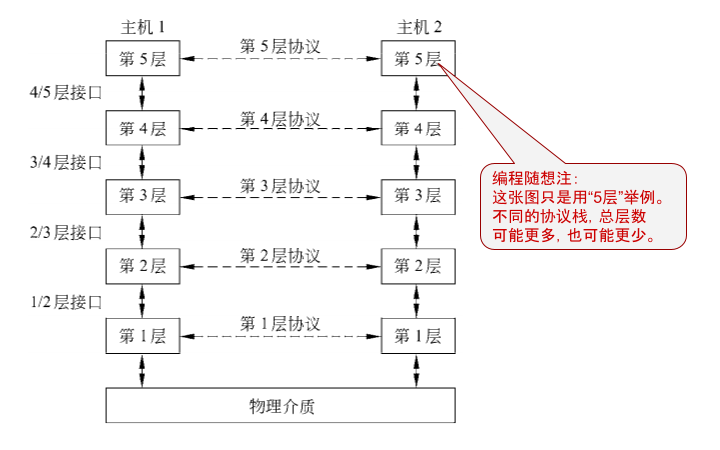 主机 1
主机 2
第 5 层协议
第 5 层
第 5 层
4/5 层接口
第 4 层协议
第 4 层
第 4 层
3/4 层接口
第 3 层协议
第 3 层
第 3 层
2/3 层接口
第 2 层协议
第 2 层
第 2 层
1/2 层接口
第 1 层协议
第 1 层
第 1 层
物理介质
编程随想注：
这张图只是用“5层”举例。
不同的协议栈，总层数
可能更多，也可能更少。